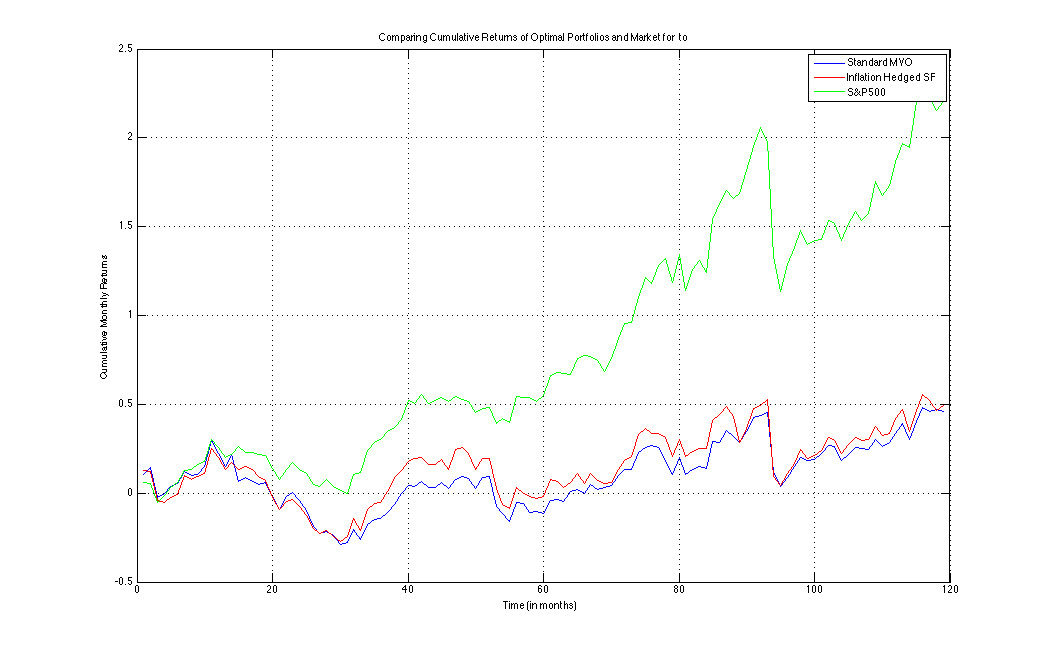 Comparing Cumulative Returns of Optimal Portfolios and Market for to
2.5
Standard MVO
Inflation Hedged SF
S&P500
2
1.5
1
0.5
0
-0.5
Cumulative Monthly Returns
0 20 40 60 80 100 120
Time (in months)